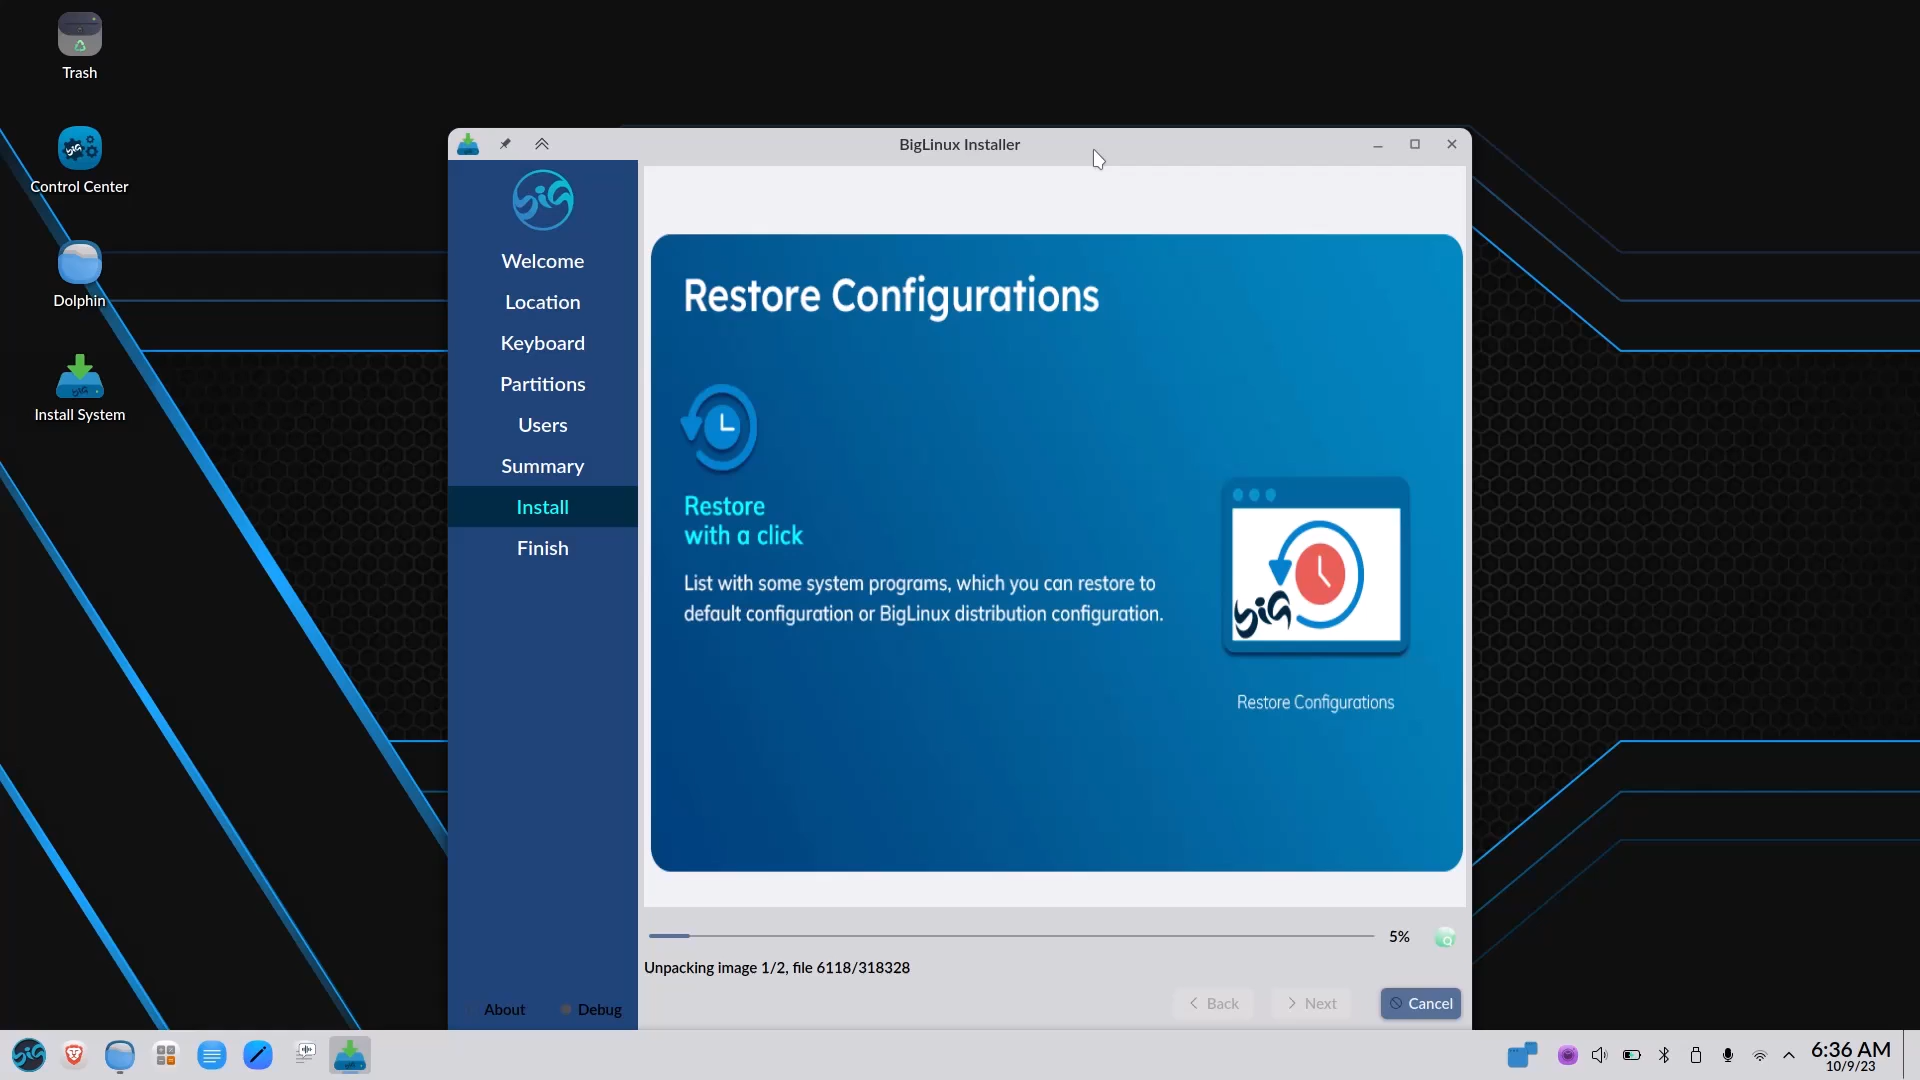 Trash
Control Center
Dolphin
Install System
BigLinux Installer
big
Welcome
Location
Keyboard
Partitions
Users
Summary
Install
Finish
About
Debug
Restore Configurations
Restore
with a click
List with some system programs, which you can restore to
default configuration or BigLinux distribution configuration.
big
Restore Configurations
5%
Unpacking image 1/2, file 6118/318328
Back
Next
Cancel
big
6:36 AM
10/9/23